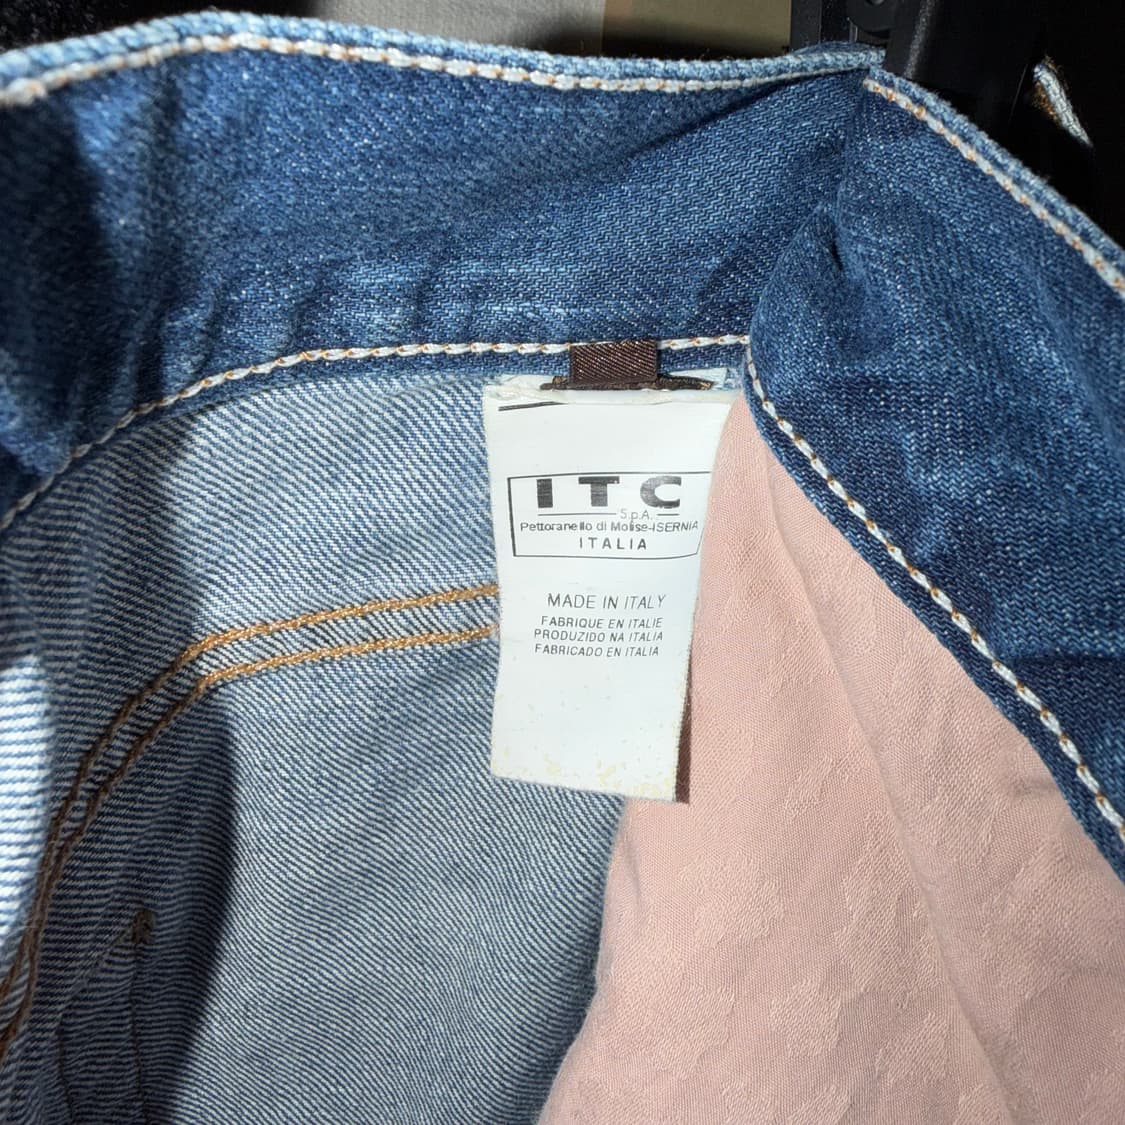 ITC
S.p.A.
Pettoranello di Molise-ISERNIA
ITALIA
MADE IN ITALY
FABRIQUE EN ITALIE
PRODUZIDO NA ITALIA
FABRICADO EN ITALIA